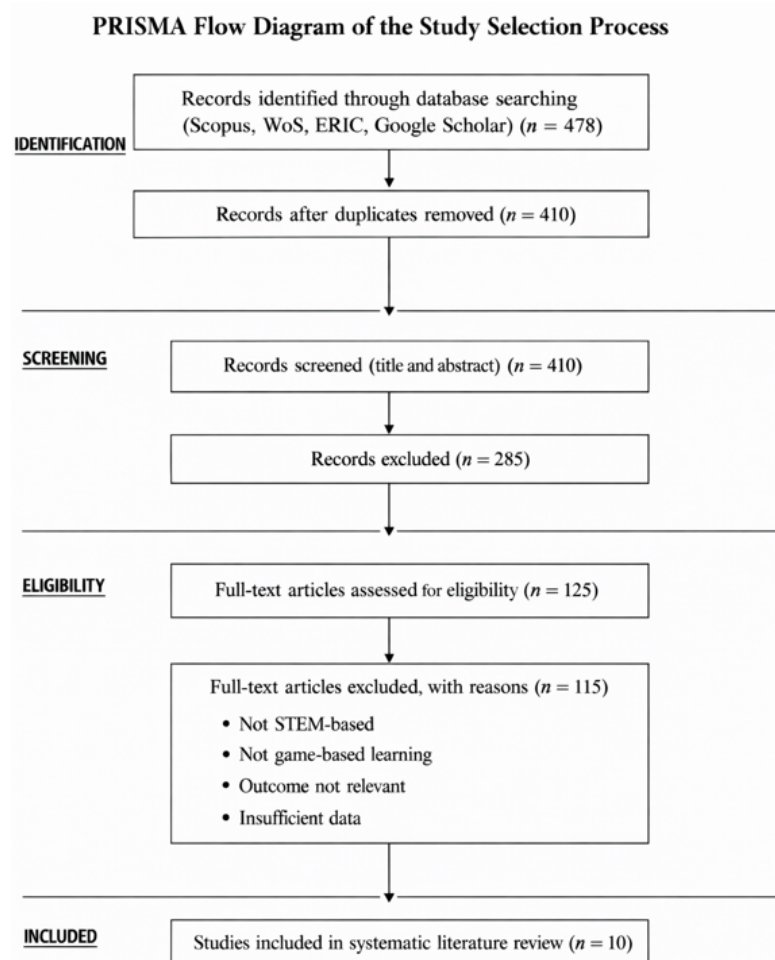 PRISMA Flow Diagram of the Study Selection Process
IDENTIFICATION
Records identified through database searching
(Scopus, WoS, ERIC, Google Scholar) (n = 478)
Records after duplicates removed (n = 410)
SCREENING
Records screened (title and abstract) (n = 410)
Records excluded (n = 285)
ELIGIBILITY
Full-text articles assessed for eligibility (n = 125)
Full-text articles excluded, with reasons (n = 115)
• Not STEM-based
• Not game-based learning
• Outcome not relevant
• Insufficient data
INCLUDED
Studies included in systematic literature review (n = 10)